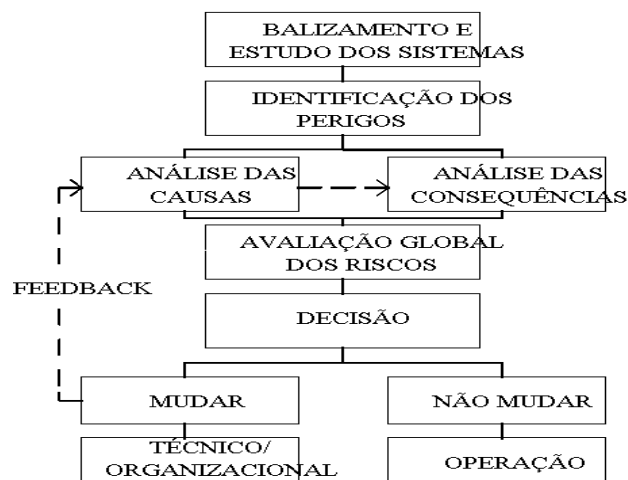 BALIZAMENTO E
ESTUDO DOS SISTEMAS
IDENTIFICAÇÃO DOS
PERIGOS
ANÁLISE DAS
CAUSAS
ANÁLISE DAS
CONSEQUÊNCIAS
AVALIAÇÃO GLOBAL
DOS RISCOS
FEEDBACK
DECISÃO
MUDAR
NÃO MUDAR
TÉCNICO/
ORGANIZACIONAL
OPERAÇÃO